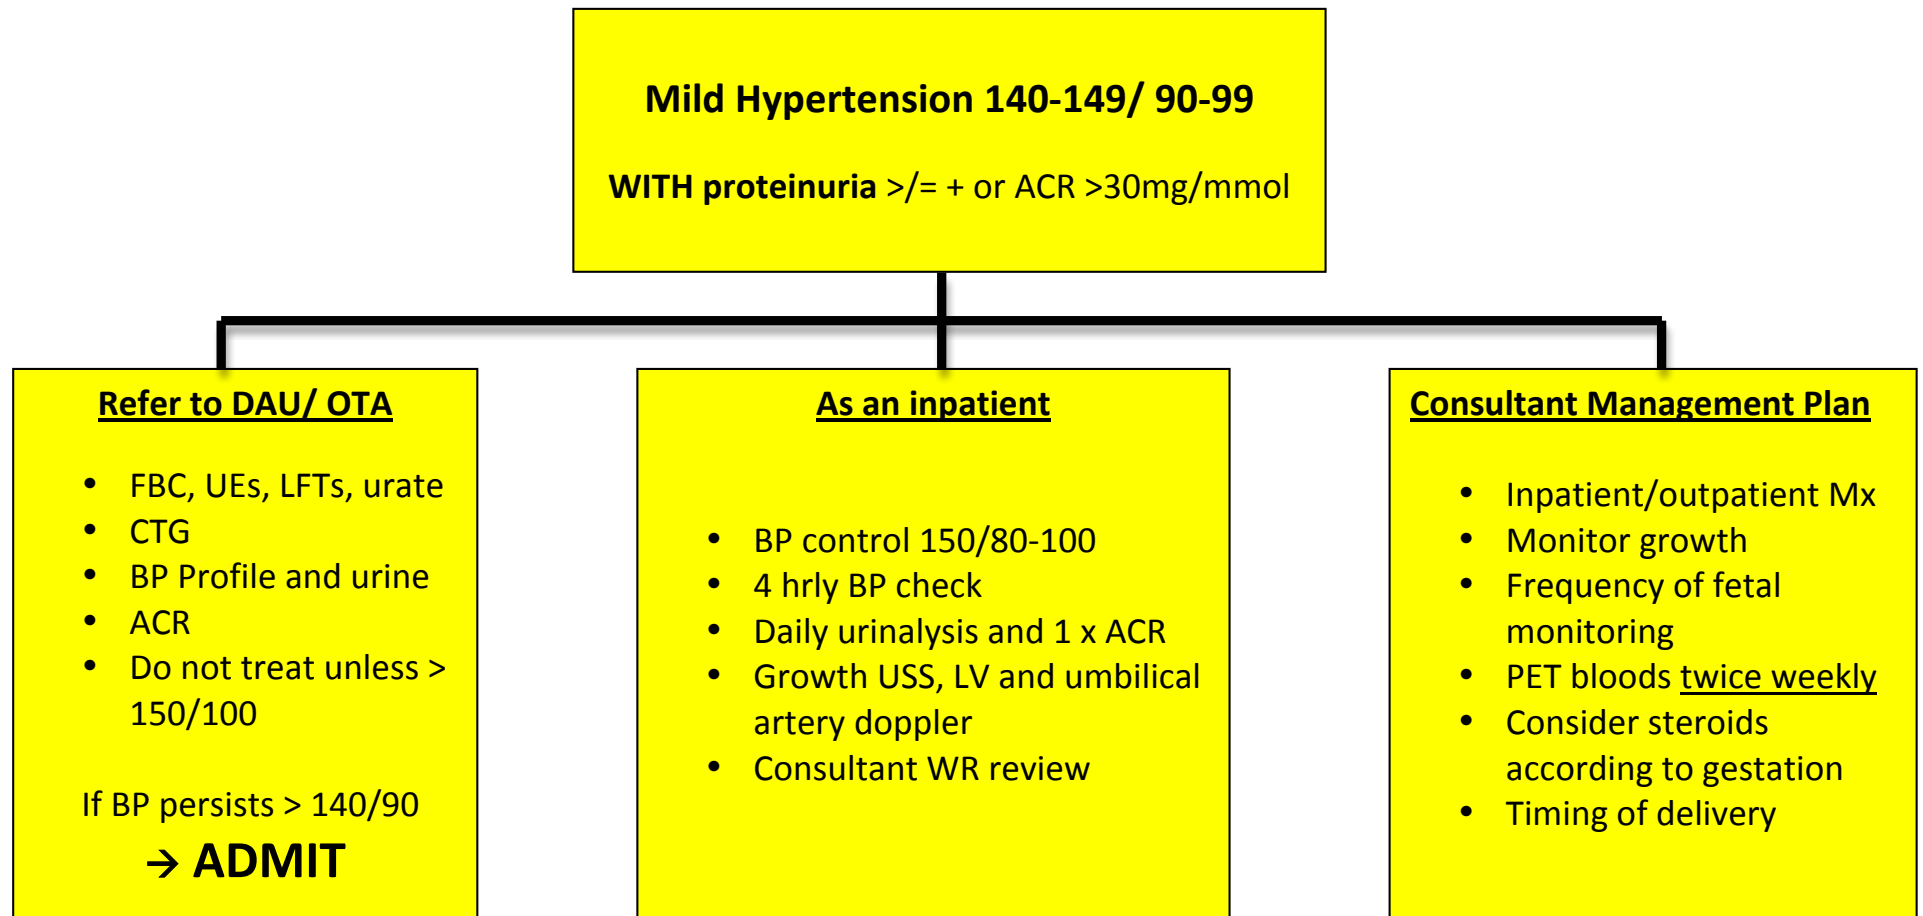 Mild Hypertension 140-149/ 90-99
WITH proteinuria >/= + or ACR >30mg/mmol
Refer to DAU/ OTA
• FBC, UEs, LFTs, urate
• CTG
• BP Profile and urine
• ACR
• Do not treat unless >
150/100
If BP persists > 140/90
→ ADMIT
As an inpatient
• BP control 150/80-100
• 4 hrly BP check
• Daily urinalysis and 1 x ACR
• Growth USS, LV and umbilical
artery doppler
• Consultant WR review
Consultant Management Plan
• Inpatient/outpatient Mx
• Monitor growth
• Frequency of fetal
monitoring
• PET bloods twice weekly
• Consider steroids
according to gestation
• Timing of delivery